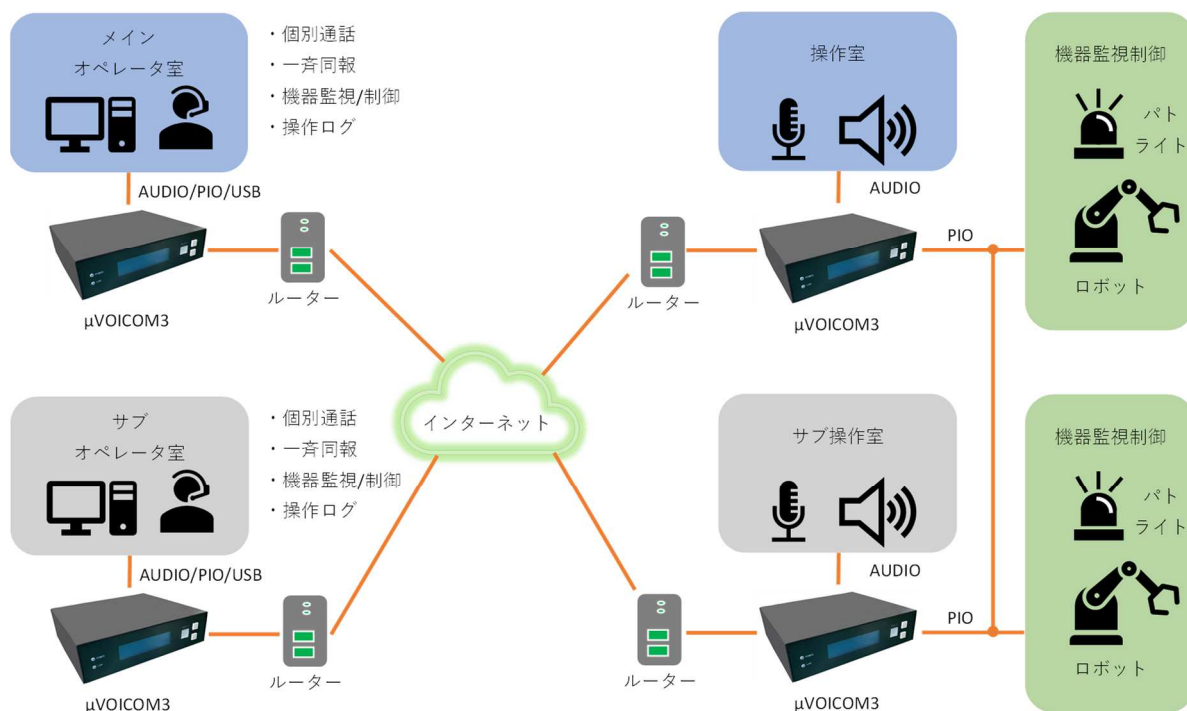 メイン
オペレータ室
・個別通話
・一斉同報
・機器監視/制御
・操作ログ
AUDIO/PIO/USB
μVOICOM3
ルーター
操作室
AUDIO
PIO
μVOICOM3
ルーター
機器監視制御
パト
ライト
ロボット
インターネット
サブ
オペレータ室
・個別通話
・一斉同報
・機器監視/制御
・操作ログ
AUDIO/PIO/USB
μVOICOM3
ルーター
サブ操作室
AUDIO
PIO
μVOICOM3
ルーター
機器監視制御
パト
ライト
ロボット